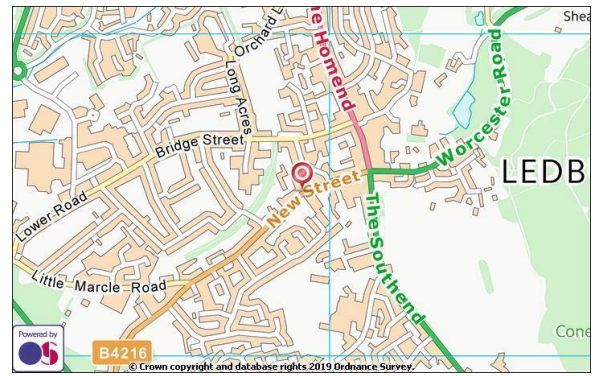 Shea
Orchard L
e Homend
Long Acres
Worcester Road
Bridge Street
LEDB
New Street
Lower Road
The Southend
Little Marcle Road
Cone
Powered by
OS
B4216
© Crown copyright and database rights 2019 Ordnance Survey.